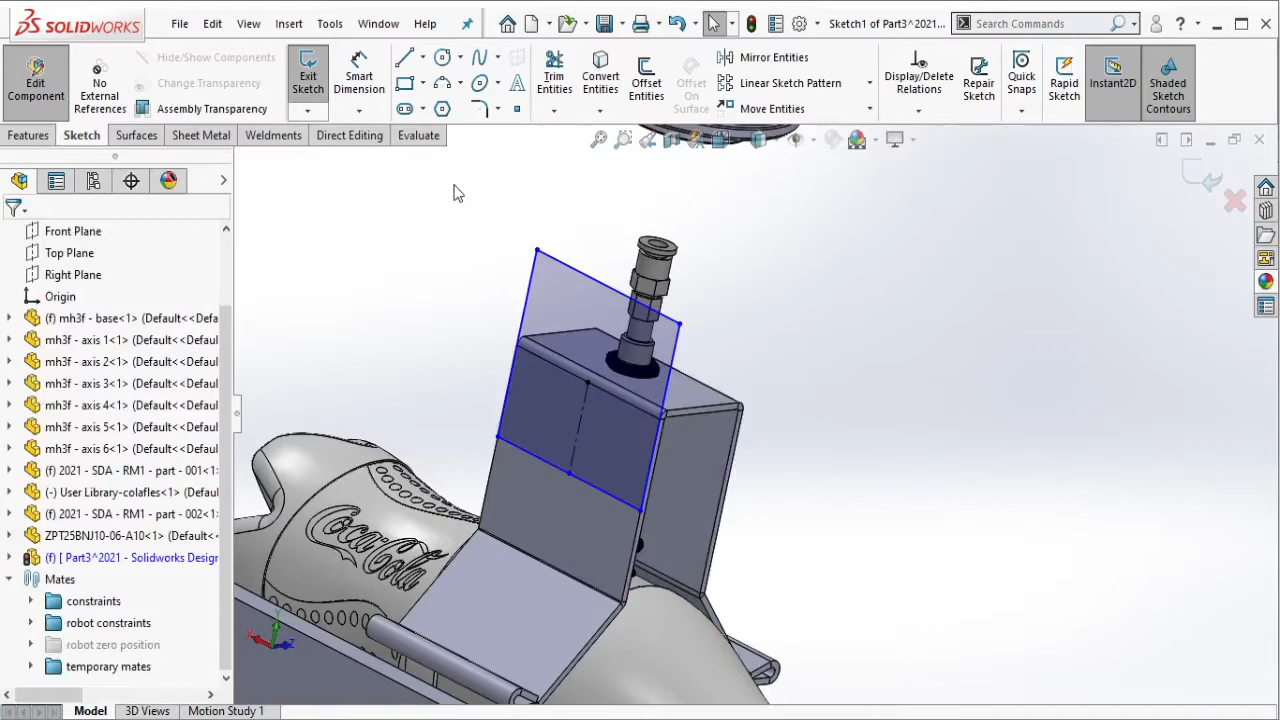 SOLIDWORKS
File Edit View Insert Tools Window Help
Sketch1 of Part3^2021...
Search Commands
Edit Component
No External References
Hide/Show Components
Change Transparency
Assembly Transparency
Exit Sketch
Smart Dimension
Trim Entities
Convert Entities
Offset Entities
Offset On Surface
Mirror Entities
Linear Sketch Pattern
Move Entities
Display/Delete Relations
Repair Sketch
Quick Snaps
Rapid Sketch
Instant2D
Shaded Sketch Contours
Features Sketch Surfaces Sheet Metal Weldments Direct Editing Evaluate
Front Plane
Top Plane
Right Plane
Origin
(f) mh3f - base<1> (Default<<Defa
mh3f - axis 1<1> (Default<<Defaul
mh3f - axis 2<1> (Default<<Defaul
mh3f - axis 3<1> (Default<<Defaul
mh3f - axis 4<1> (Default<<Defaul
mh3f - axis 5<1> (Default<<Defaul
mh3f - axis 6<1> (Default<<Defaul
(f) 2021 - SDA - RM1 - part - 001<1>
(-) User Library-colafles<1> (Default
(f) 2021 - SDA - RM1 - part - 002<1>
ZPT25BNJ10-06-A10<1> (Default<
(f) [ Part3^2021 - Solidworks Design
Mates
constraints
robot constraints
robot zero position
temporary mates
Coca-Cola
Y
X
Z
Model 3D Views Motion Study 1